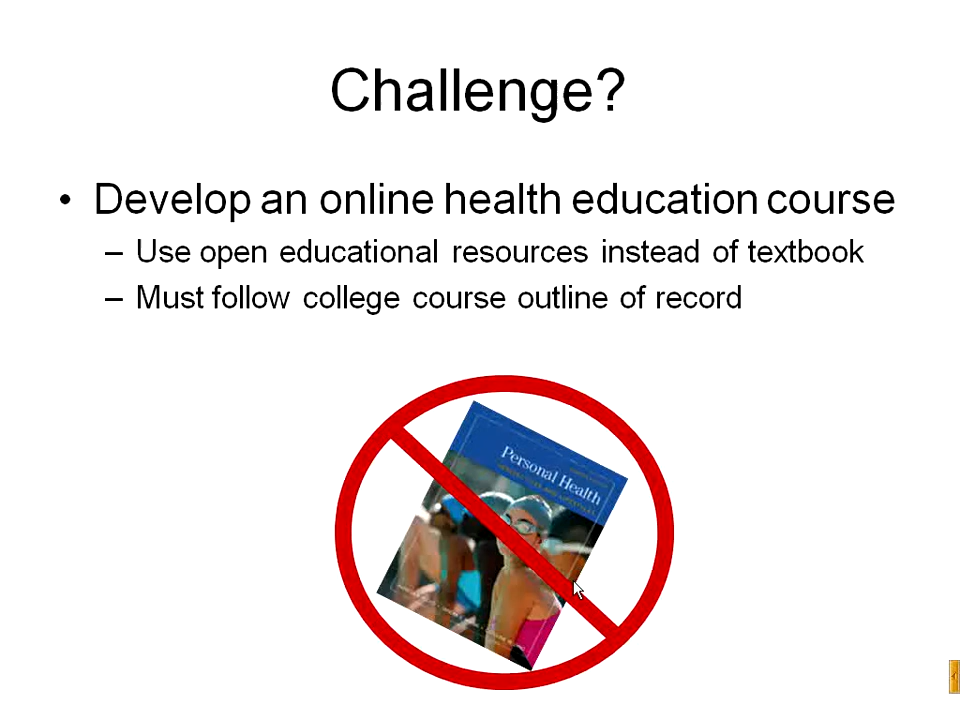 Challenge?
• Develop an online health education course
– Use open educational resources instead of textbook
– Must follow college course outline of record
Personal Health